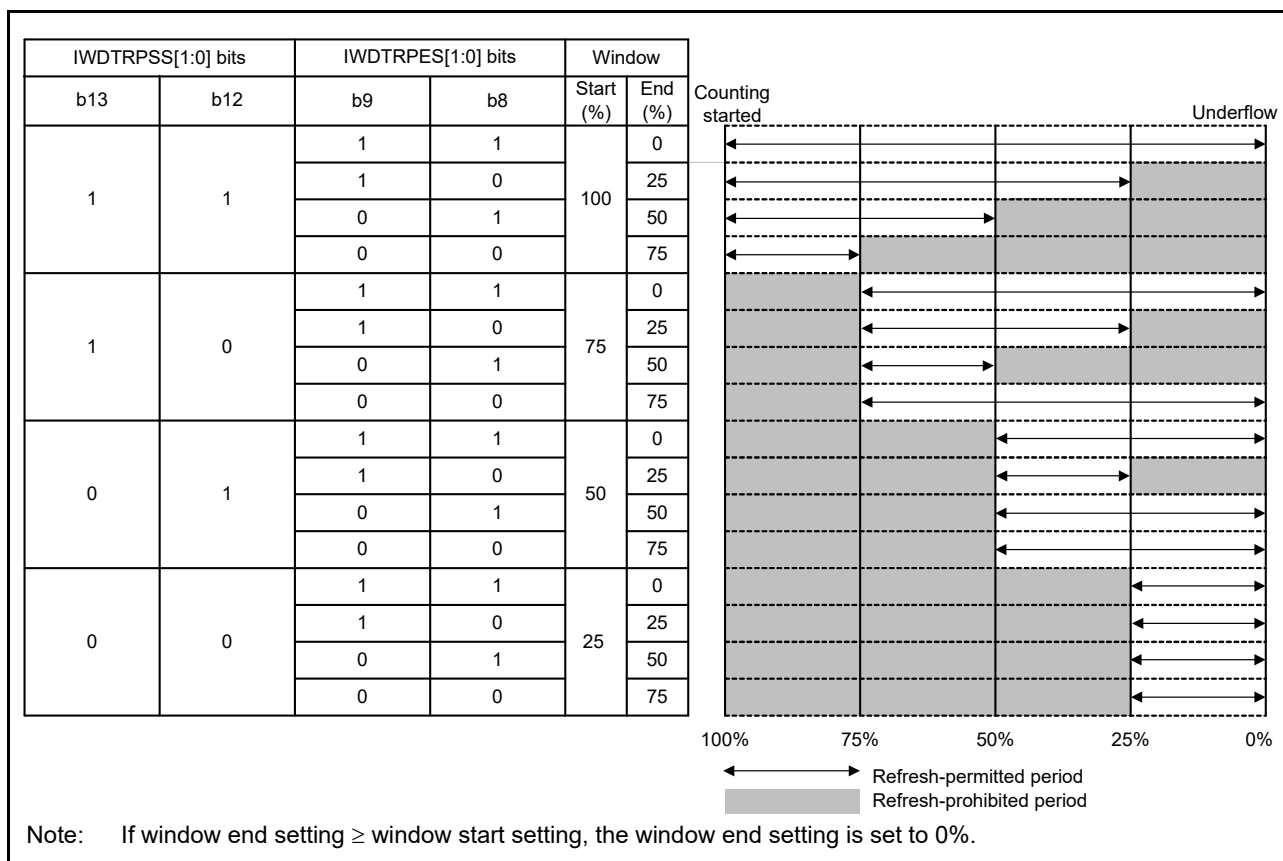 IWDTRPSS[1:0] bits IWDTRPES[1:0] bits Window
b13 b12 b9 b8 Start (%) End (%) Counting started Underflow
1 1 1 1 100 0
1 0 25
0 1 50
0 0 75
1 0 1 1 75 0
1 0 25
0 1 50
0 0 75
0 1 1 1 50 0
1 0 25
0 1 50
0 0 75
0 0 1 1 25 0
1 0 25
0 1 50
0 0 75
100% 75% 50% 25% 0%
Refresh-permitted period
Refresh-prohibited period
Note: If window end setting ≥ window start setting, the window end setting is set to 0%.